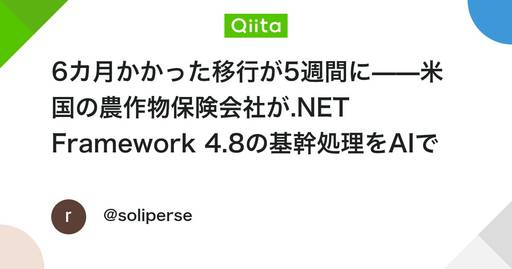 Qiita
6カ月かかった移行が5週間に——米
国の農作物保険会社が.NET
Framework 4.8の基幹処理をAIで
r
@soliperse